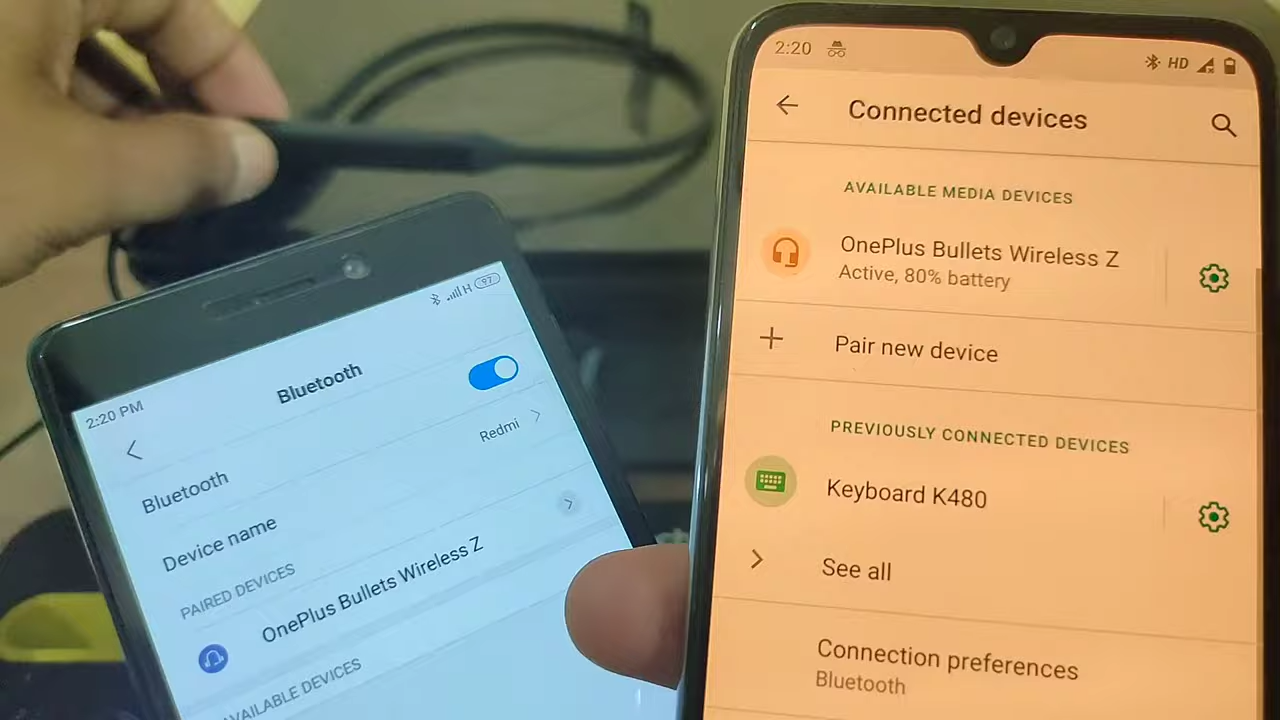 97
2:20 PM
Bluetooth
Bluetooth
Device name
Redmi
PAIRED DEVICES
OnePlus Bullets Wireless Z
AVAILABLE DEVICES
2:20
HD
Connected devices
AVAILABLE MEDIA DEVICES
OnePlus Bullets Wireless Z
Active, 80% battery
Pair new device
PREVIOUSLY CONNECTED DEVICES
Keyboard K480
See all
Connection preferences
Bluetooth